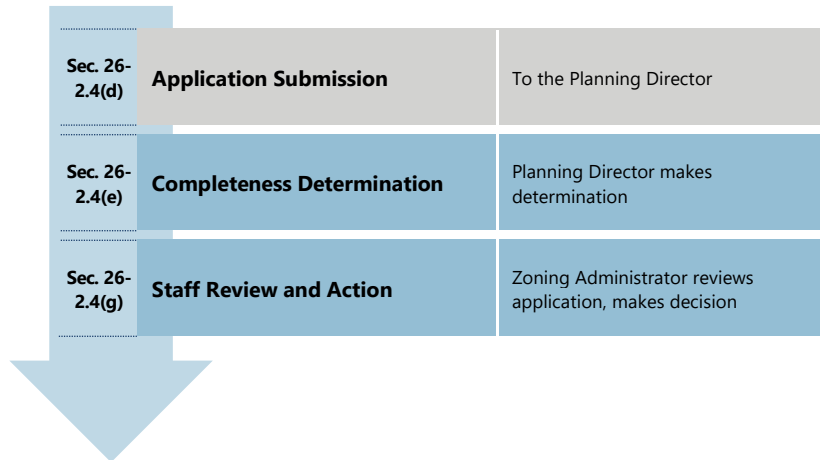 Sec. 26-
2.4(d)
Application Submission
To the Planning Director
Sec. 26-
2.4(e)
Completeness Determination
Planning Director makes
determination
Sec. 26-
2.4(g)
Staff Review and Action
Zoning Administrator reviews
application, makes decision